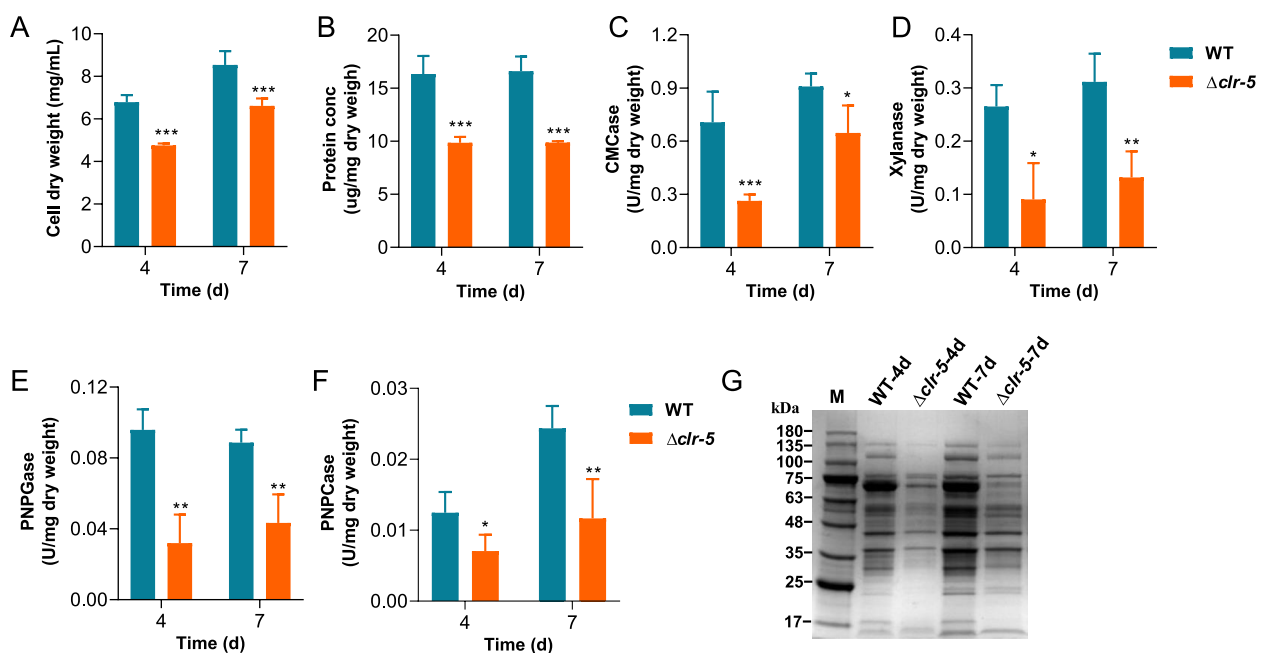 A
Cell dry weight (mg/mL)
10
8
6
4
2
0
***
***
4
7
Time (d)
B
Protein conc
(ug/mg dry weigh)
20
15
10
5
0
***
***
4
7
Time (d)
C
CMCase
(U/mg dry weight)
1.2
0.9
0.6
0.3
0.0
***
*
4
7
Time (d)
D
Xylanase
(U/mg dry weight)
0.4
0.3
0.2
0.1
0.0
*
**
4
7
Time (d)
WT
Δclr-5
E
PNPGase
(U/mg dry weight)
0.12
0.08
0.04
0.00
**
**
4
7
Time (d)
F
PNPCase
(U/mg dry weight)
0.03
0.02
0.01
0.00
*
**
4
7
Time (d)
WT
Δclr-5
G
kDa
M
WT-4d
Δclr-5-4d
WT-7d
Δclr-5-7d
180
135
100
75
63
48
35
25
17